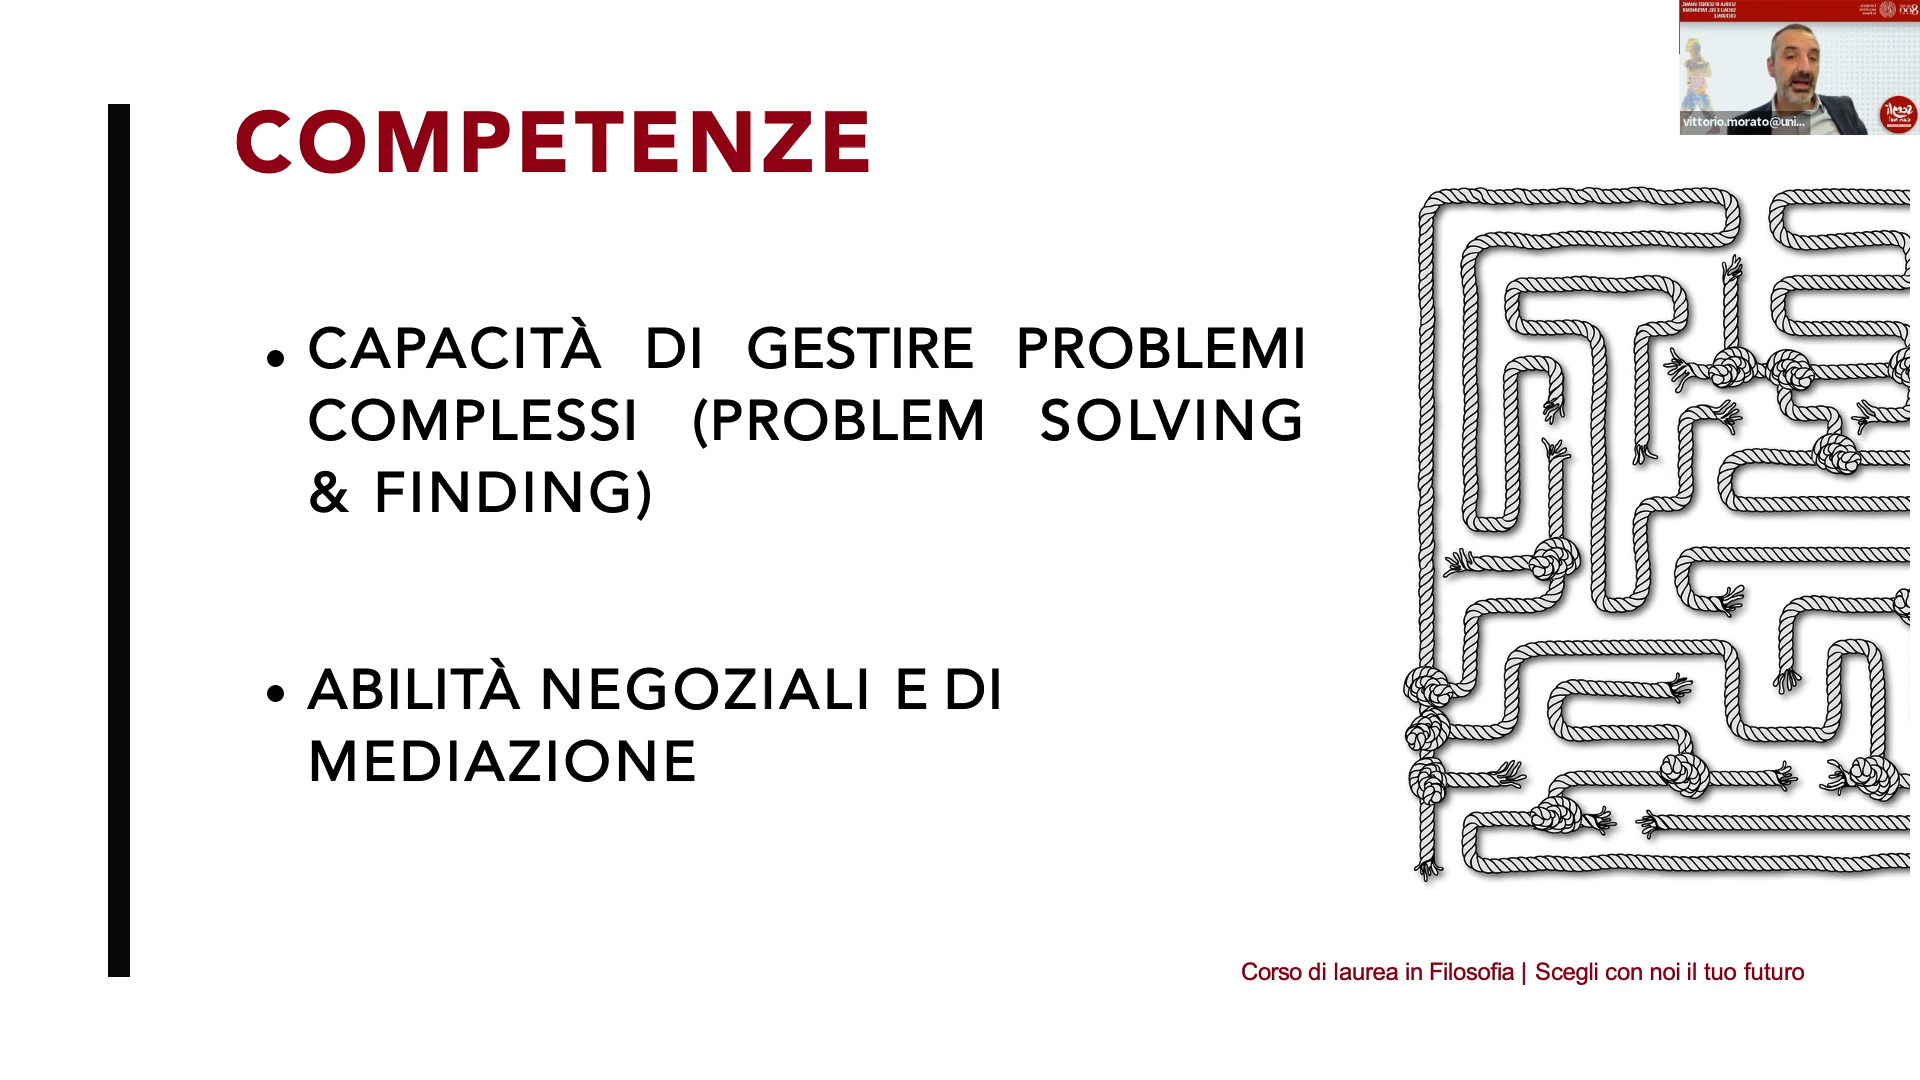 COMPETENZE
• CAPACITÀ DI GESTIRE PROBLEMI
COMPLESSI (PROBLEM SOLVING
& FINDING)
• ABILITÀ NEGOZIALI E DI
MEDIAZIONE
Corso di laurea in Filosofia | Scegli con noi il tuo futuro
vittorio.morato@uni...